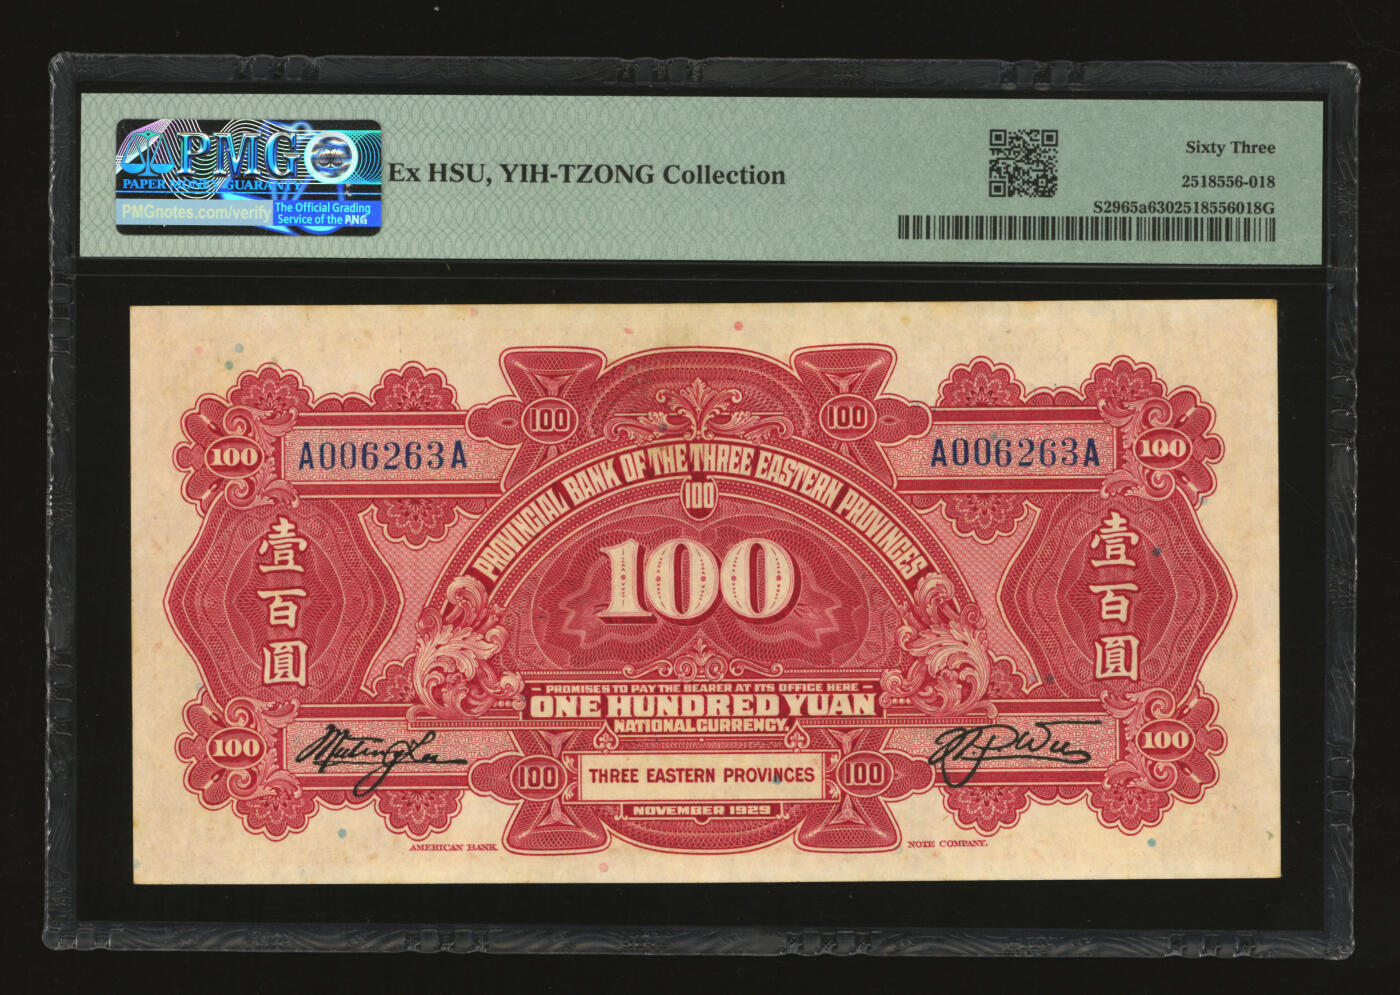 PMG
PAPER MONEY GUARANTY
PMGnotes.com/verify
The Official Grading
Service of the PNG
Ex HSU, YIH-TZONG Collection
Sixty Three
2518556-018
S2965a6302518556018G
100 100
100 A006263A A006263A 100
PROVINCIAL BANK OF THE THREE EASTERN PROVINCES
100
壹百圓
100
壹百圓
PROMISES TO PAY THE BEARER AT ITS OFFICE HERE
ONE HUNDRED YUAN
NATIONAL CURRENCY.
100 100
100 THREE EASTERN PROVINCES 100
NOVEMBER 1929
AMERICAN BANK NOTE COMPANY.